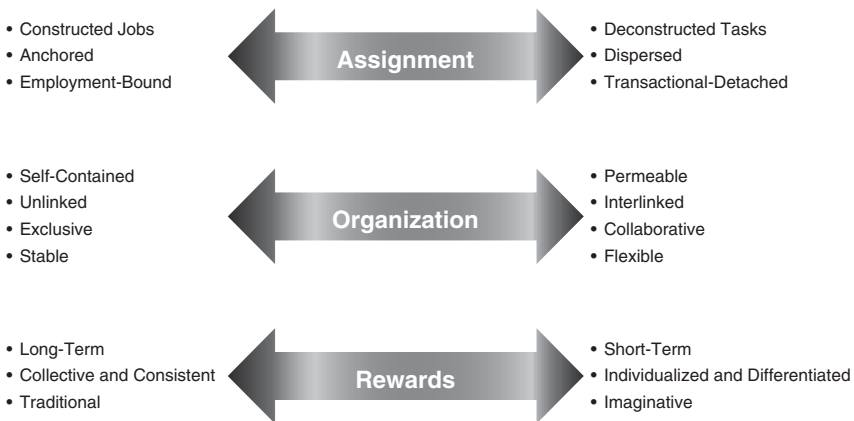 • Constructed Jobs
• Anchored
• Employment-Bound
Assignment
• Deconstructed Tasks
• Dispersed
• Transactional-Detached
• Self-Contained
• Unlinked
• Exclusive
• Stable
Organization
• Permeable
• Interlinked
• Collaborative
• Flexible
• Long-Term
• Collective and Consistent
• Traditional
Rewards
• Short-Term
• Individualized and Differentiated
• Imaginative